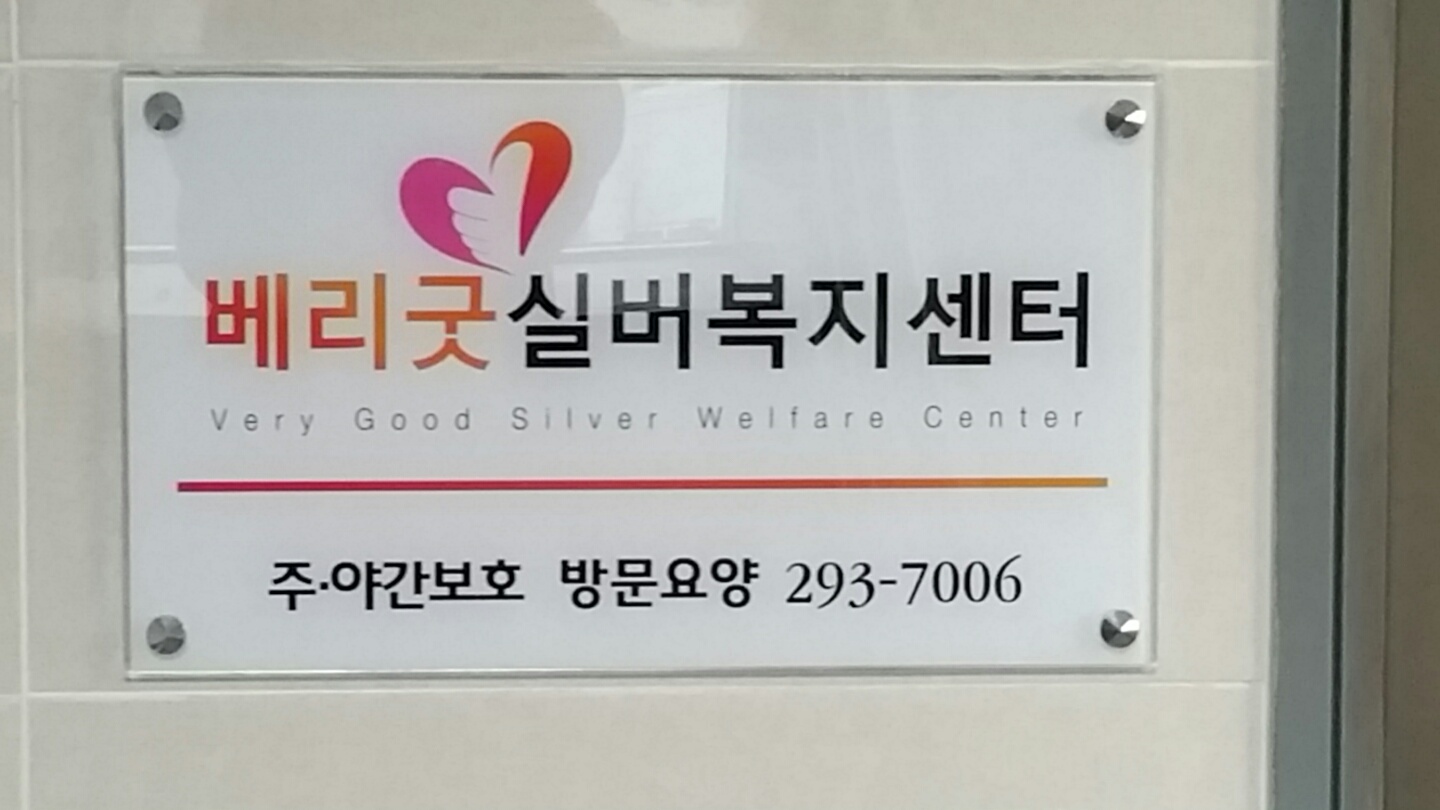 베리굿실버복지센터
Very Good Silver Welfare Center
주·야간보호 방문요양 293-7006